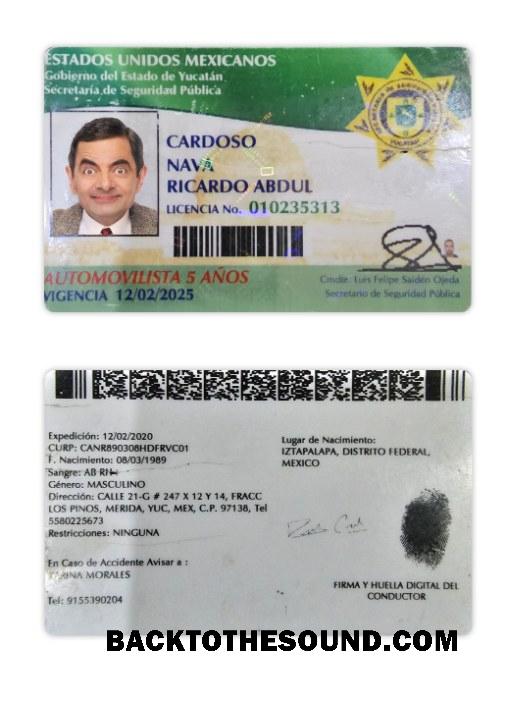 ESTADOS UNIDOS MEXICANOS
Gobierno del Estado de Yucatán
Secretaría de Seguridad Pública
CARDOSO
NAVA
RICARDO ABDUL
LICENCIA No. 010235313
AUTOMOVILISTA 5 AÑOS
VIGENCIA 12/02/2025
Cmdte. Luis Felipe Saidén Ojeda
Secretario de Seguridad Pública
Expedición: 12/02/2020
CURP: CANR890308HDFRVC01
F. Nacimiento: 08/03/1989
Sangre: AB RH
Género: MASCULINO
Dirección: CALLE 21-G # 247 X 12 Y 14, FRACC
LOS PINOS, MERIDA, YUC, MEX, C.P. 97138, Tel
5580225673
Restricciones: NINGUNA
En Caso de Accidente Avisar a :
MORALES
Tel: 9155390204
Lugar de Nacimiento:
IZTAPALAPA, DISTRITO FEDERAL,
MEXICO
FIRMA Y HUELLA DIGITAL DEL
CONDUCTOR
BACKTOTHESOUND.COM